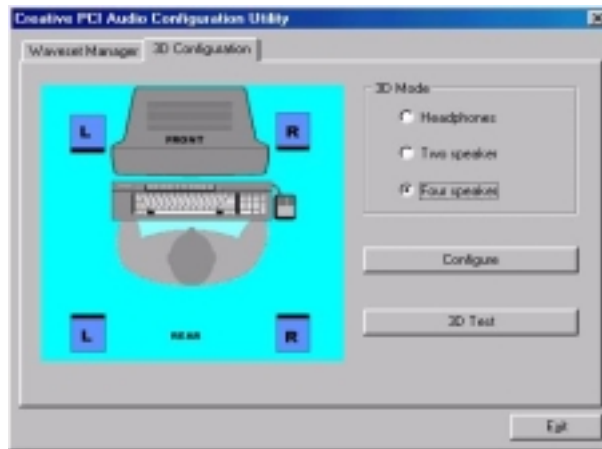 Creative PCI Audio Configuration Utility
Waveset Manager
3D Configuration
L
FRONT
R
3D Mode
Headphones
Two speaker
Four speaker
Configure
3D Test
L
REAR
R
Exit